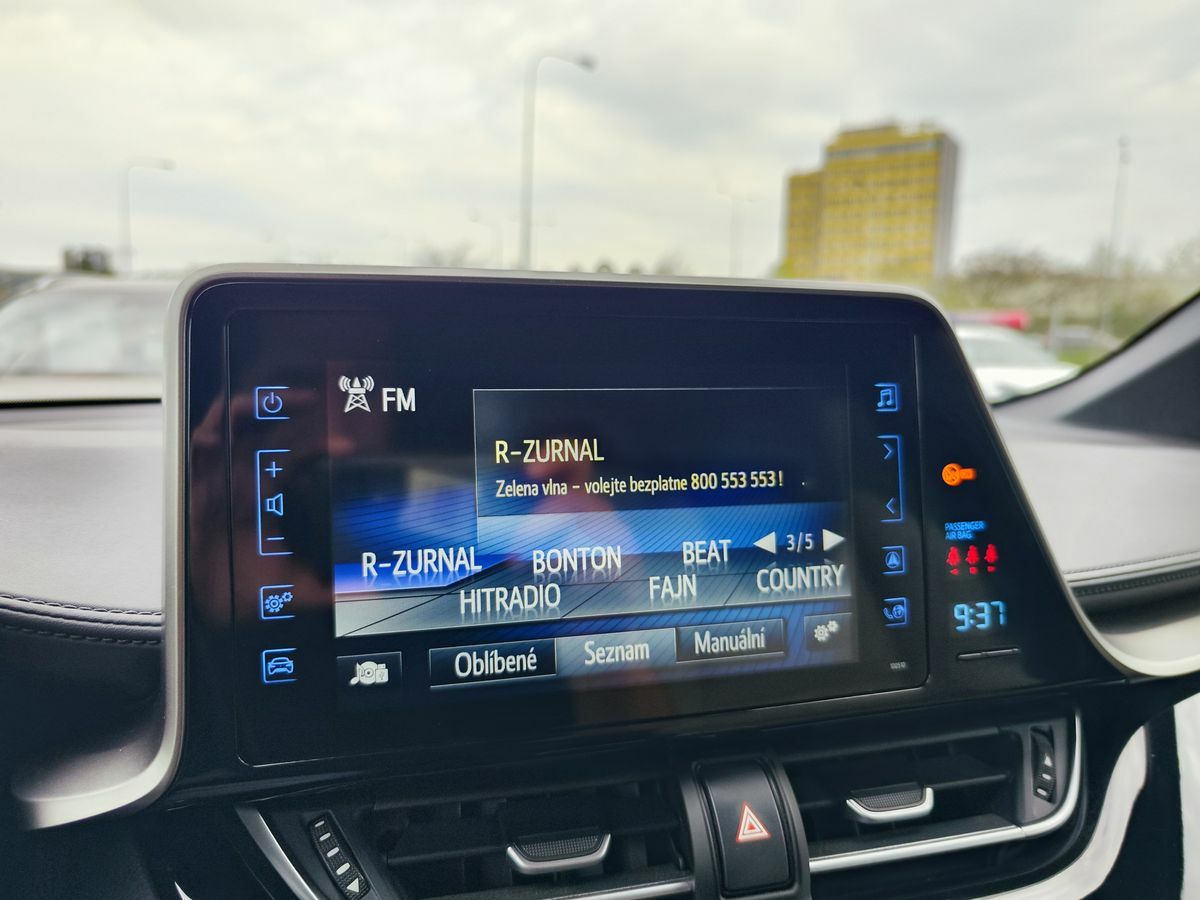 FM
R-ZURNAL
Zelena vlna - volejte bezplatne 800 553 553!
R-ZURNAL BONTON BEAT 3/5
HITRADIO FAJN COUNTRY
Oblíbené Seznam Manuální
PASSENGER
AIR BAG
9:37